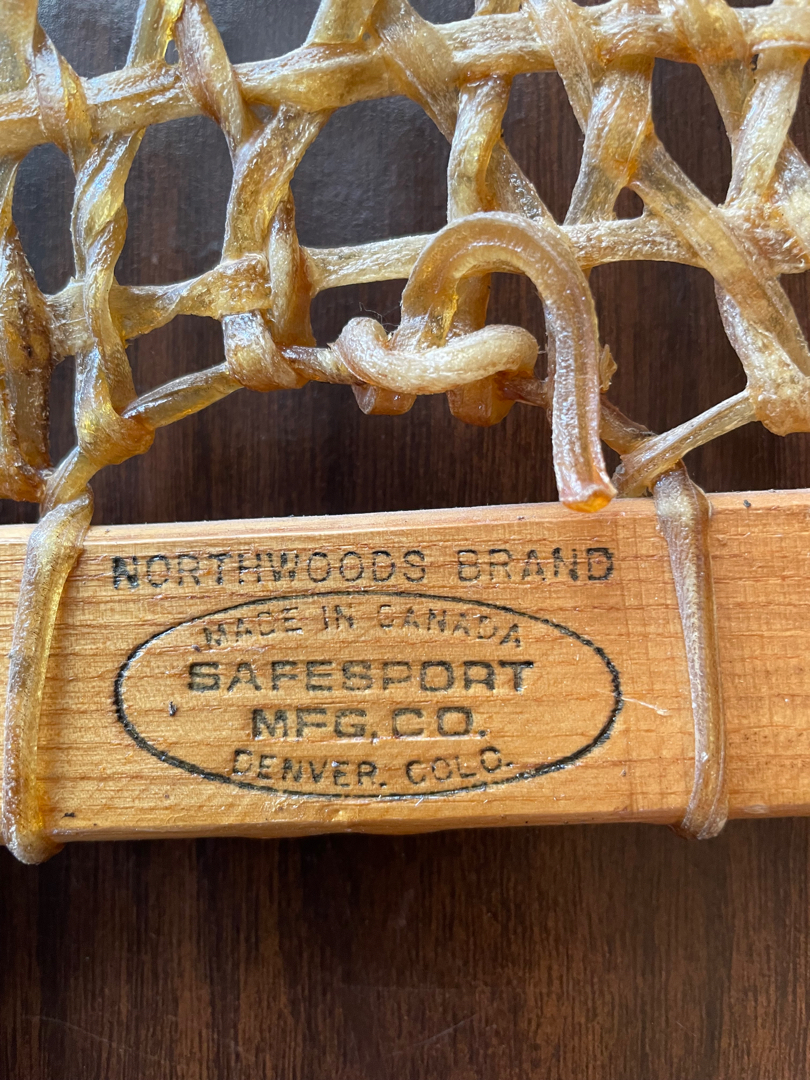 NORTHWOODS BRAND
MADE IN CANADA
SAFESPORT
MFG. CO.
DENVER. COLO.